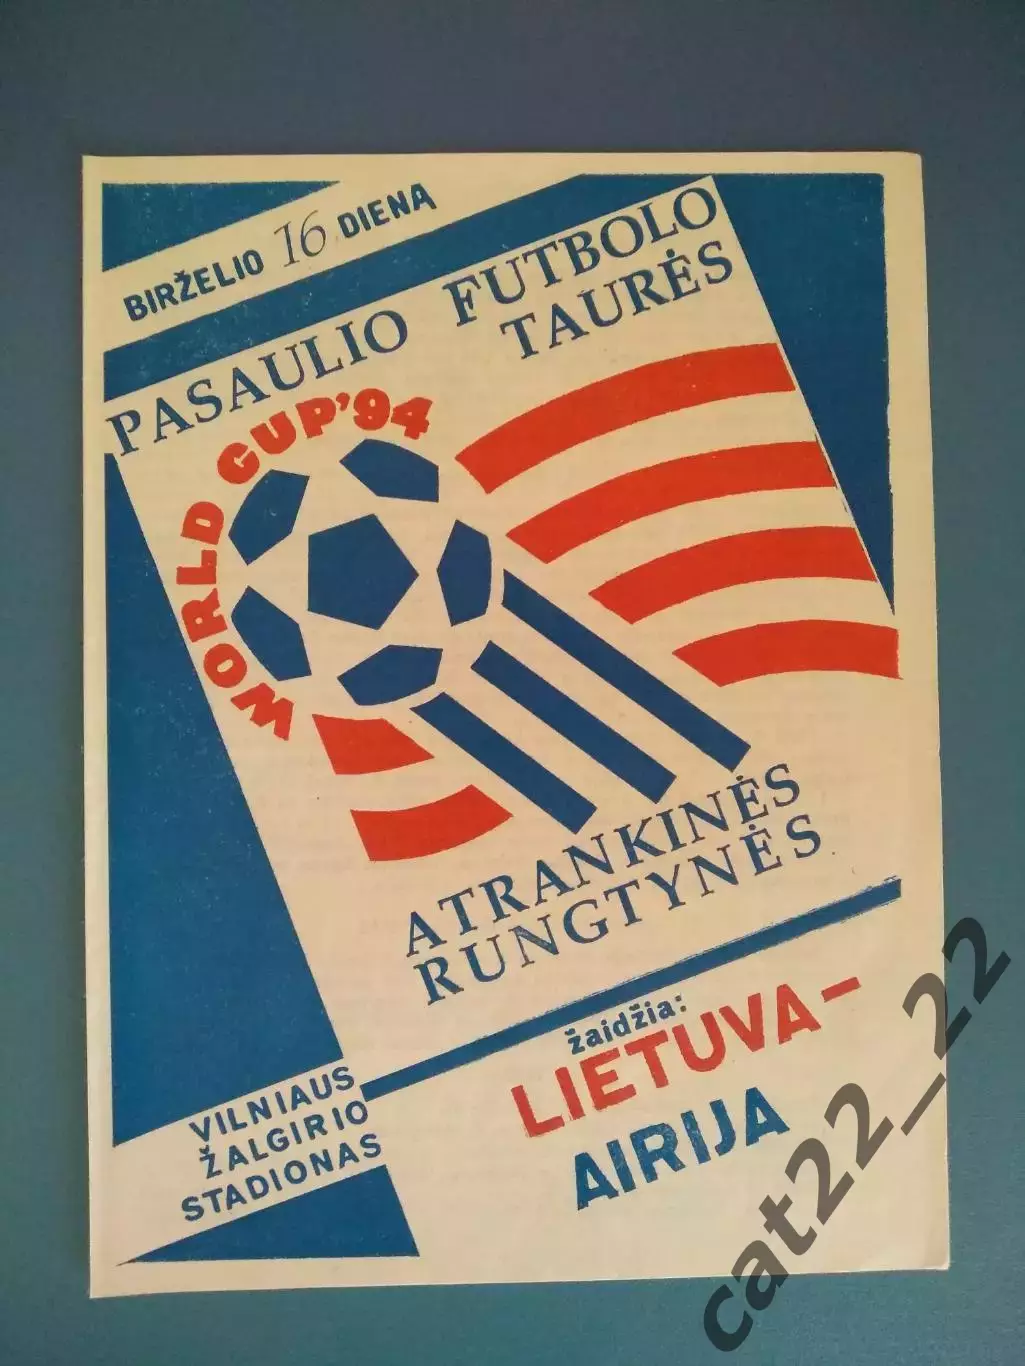 BIRŽELIO 16 DIENA
PASAULIO FUTBOLO
TAURĖS
WORLD CUP'94
ATRANKINĖS
RUNGTYNĖS
žaidžia:
LIETUVA –
AIRIJA
VILNIAUS
ŽALGIRIO
STADIONAS
cat22_22